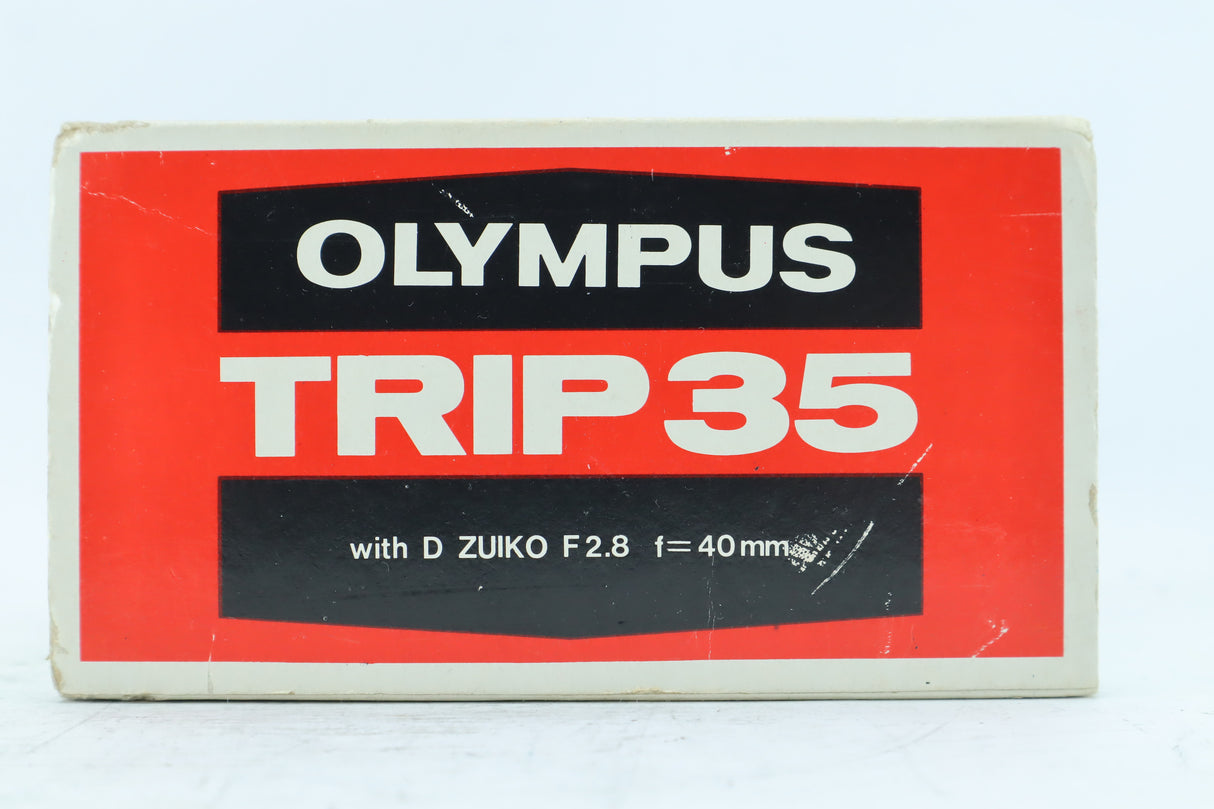 OLYMPUS
TRIP 35
with D ZUIKO F2.8 f=40mm